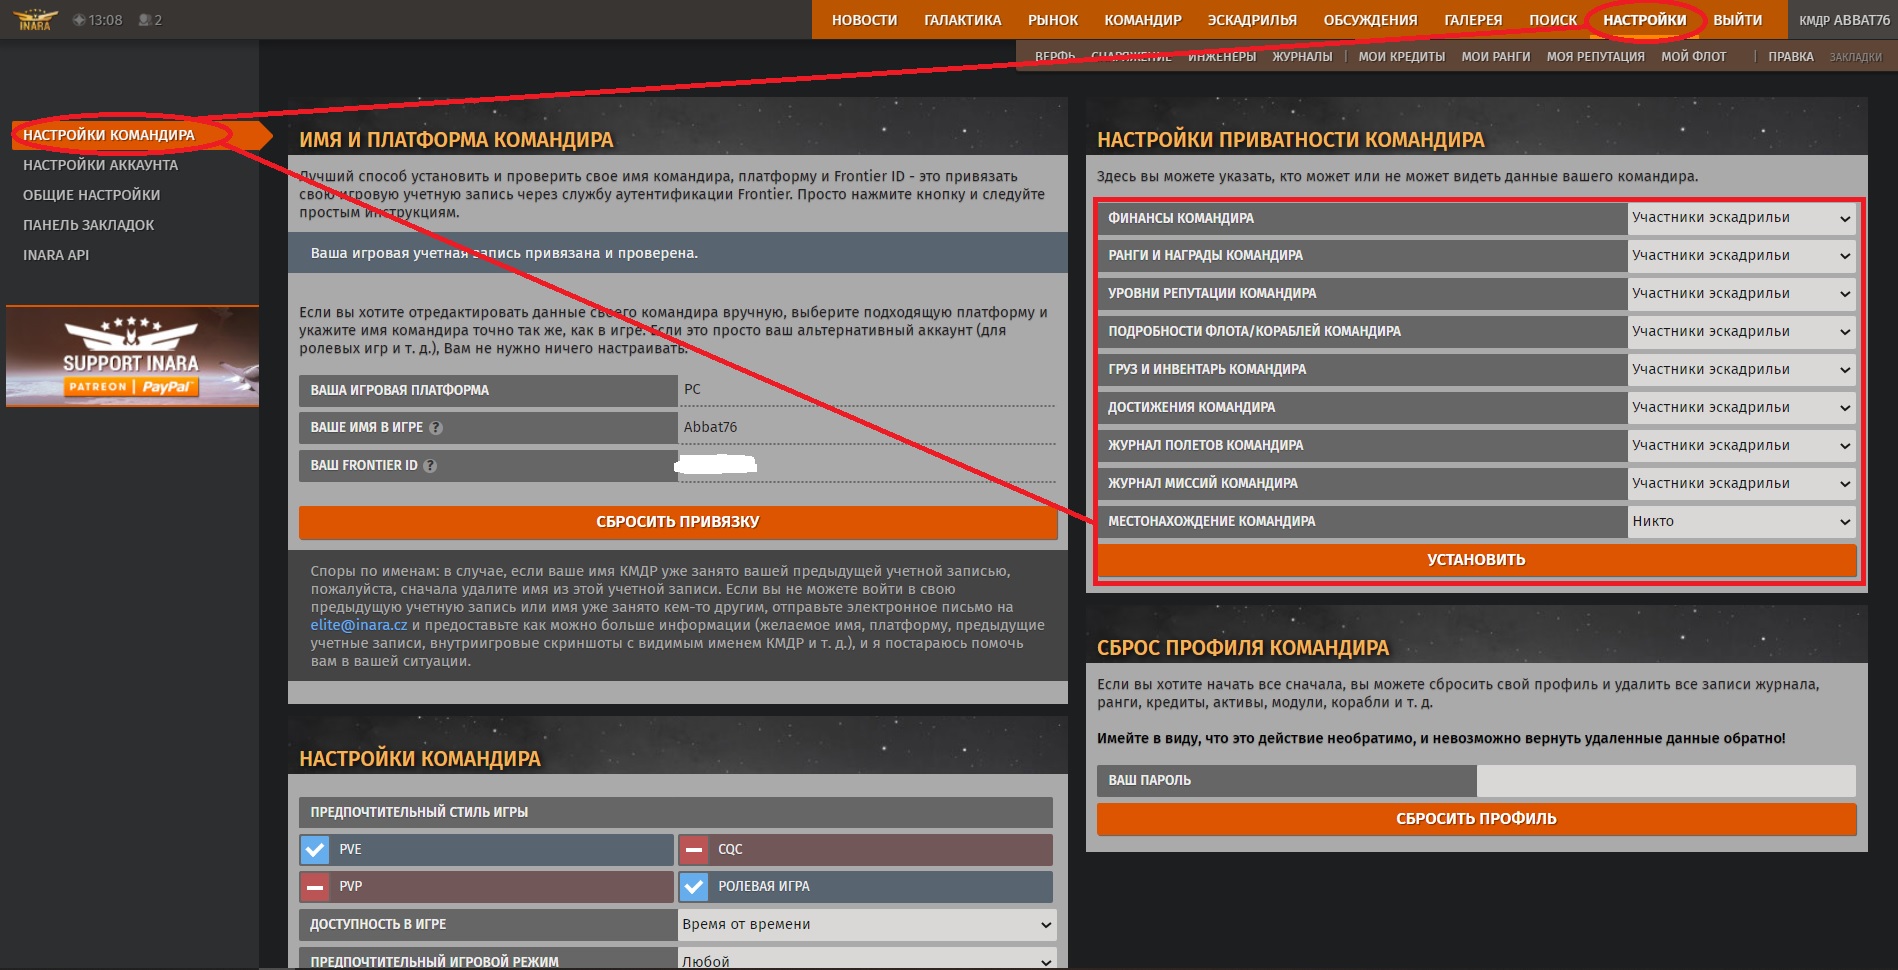 INARA
13:08
2
НОВОСТИ
ГАЛАКТИКА
РЫНОК
КОМАНДИР
ЭСКАДРИЛЬЯ
ОБСУЖДЕНИЯ
ГАЛЕРЕЯ
ПОИСК
НАСТРОЙКИ
ВЫЙТИ
КМДР ABBAT76
ВЕРФЬ
СНАРЯЖЕНИЕ
ИНЖЕНЕРЫ
ЖУРНАЛЫ
МОИ КРЕДИТЫ
МОИ РАНГИ
МОЯ РЕПУТАЦИЯ
МОЙ ФЛОТ
ПРАВКА
ЗАКЛАДКИ
НАСТРОЙКИ КОМАНДИРА
НАСТРОЙКИ АККАУНТА
ОБЩИЕ НАСТРОЙКИ
ПАНЕЛЬ ЗАКЛАДОК
INARA API
SUPPORT INARA
PATREON | PayPal
ИМЯ И ПЛАТФОРМА КОМАНДИРА
Лучший способ установить и проверить свое имя командира, платформу и Frontier ID - это привязать
свою игровую учетную запись через службу аутентификации Frontier. Просто нажмите кнопку и следуйте
простым инструкциям.
Ваша игровая учетная запись привязана и проверена.
Если вы хотите отредактировать данные своего командира вручную, выберите подходящую платформу и
укажите имя командира точно так же, как в игре. Если это просто ваш альтернативный аккаунт (для
ролевых игр и т. д.), Вам не нужно ничего настраивать.
ВАША ИГРОВАЯ ПЛАТФОРМА
PC
ВАШЕ ИМЯ В ИГРЕ ?
Abbat76
ВАШ FRONTIER ID ?
СБРОСИТЬ ПРИВЯЗКУ
Споры по именам: в случае, если ваше имя КМДР уже занято вашей предыдущей учетной записью,
пожалуйста, сначала удалите имя из этой учетной записи. Если вы не можете войти в свою
предыдущую учетную запись или имя уже занято кем-то другим, отправьте электронное письмо на
elite@inara.cz и предоставьте как можно больше информации (желаемое имя, платформу, предыдущие
учетные записи, внутриигровые скриншоты с видимым именем КМДР и т. д.), и я постараюсь помочь
вам в вашей ситуации.
НАСТРОЙКИ КОМАНДИРА
ПРЕДПОЧТИТЕЛЬНЫЙ СТИЛЬ ИГРЫ
PVE
CQC
PVP
РОЛЕВАЯ ИГРА
ДОСТУПНОСТЬ В ИГРЕ
Время от времени
ПРЕДПОЧТИТЕЛЬНЫЙ ИГРОВОЙ РЕЖИМ
Любой
НАСТРОЙКИ ПРИВАТНОСТИ КОМАНДИРА
Здесь вы можете указать, кто может или не может видеть данные вашего командира.
ФИНАНСЫ КОМАНДИРА
Участники эскадрильи
РАНГИ И НАГРАДЫ КОМАНДИРА
Участники эскадрильи
УРОВНИ РЕПУТАЦИИ КОМАНДИРА
Участники эскадрильи
ПОДРОБНОСТИ ФЛОТА/КОРАБЛЕЙ КОМАНДИРА
Участники эскадрильи
ГРУЗ И ИНВЕНТАРЬ КОМАНДИРА
Участники эскадрильи
ДОСТИЖЕНИЯ КОМАНДИРА
Участники эскадрильи
ЖУРНАЛ ПОЛЕТОВ КОМАНДИРА
Участники эскадрильи
ЖУРНАЛ МИССИЙ КОМАНДИРА
Участники эскадрильи
МЕСТОНАХОЖДЕНИЕ КОМАНДИРА
Никто
УСТАНОВИТЬ
СБРОС ПРОФИЛЯ КОМАНДИРА
Если вы хотите начать все сначала, вы можете сбросить свой профиль и удалить все записи журнала,
ранги, кредиты, активы, модули, корабли и т. д.
Имейте в виду, что это действие необратимо, и невозможно вернуть удаленные данные обратно!
ВАШ ПАРОЛЬ
СБРОСИТЬ ПРОФИЛЬ